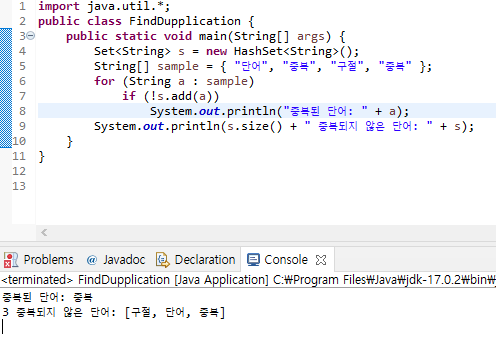 1 import java.util.*;
2 public class FindDupplication {
3 public static void main(String[] args) {
4 Set<String> s = new HashSet<String>();
5 String[] sample = { "단어", "중복", "구절", "중복" };
6 for (String a : sample)
7 if (!s.add(a))
8 System.out.println("중복된 단어: " + a);
9 System.out.println(s.size() + " 중복되지 않은 단어: " + s);
10 }
11 }
12
13
Problems @ Javadoc Declaration Console
<terminated> FindDupplication [Java Application] C:₩Program Files₩Java₩jdk-17.0.2₩bin₩
중복된 단어: 중복
3 중복되지 않은 단어: [구절, 단어, 중복]